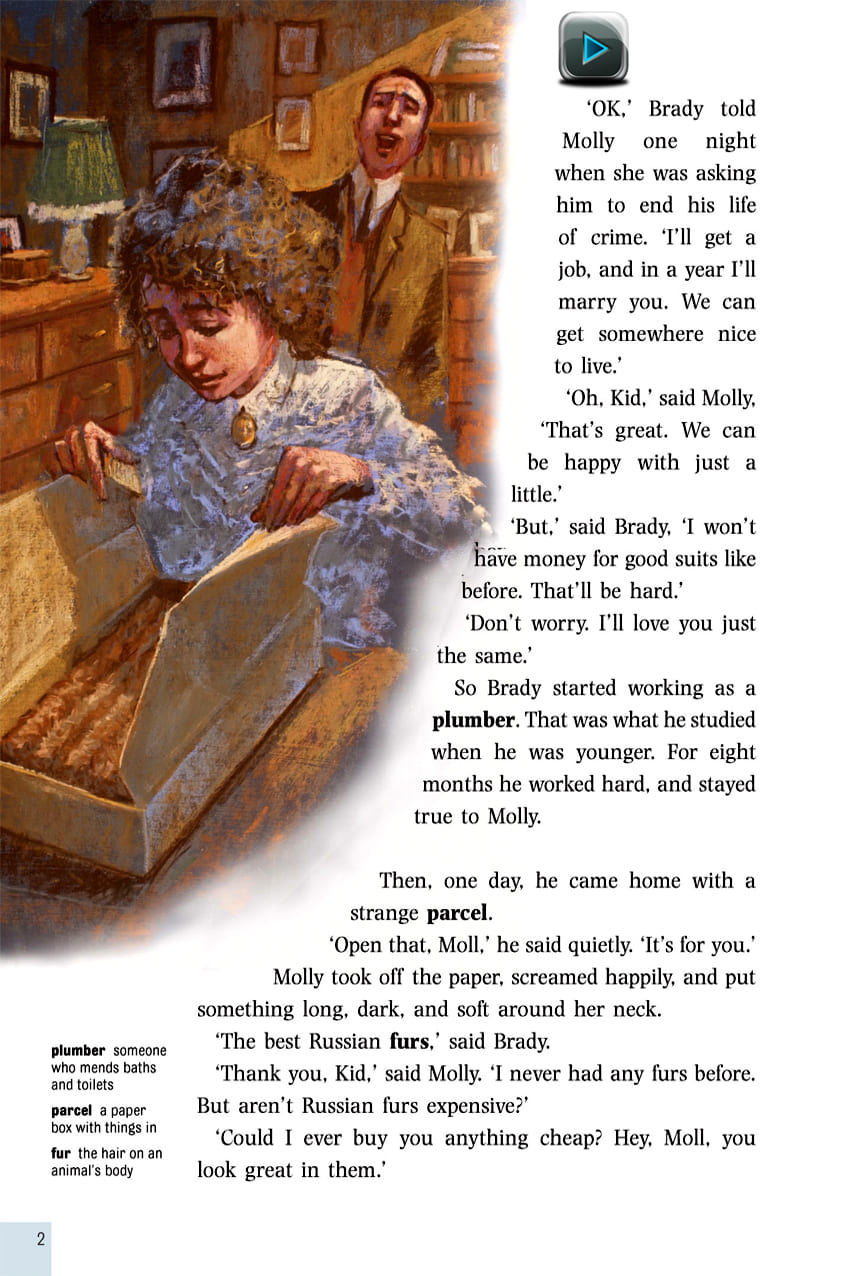 ‘OK,’ Brady told
Molly one night
when she was asking
him to end his life
of crime. ‘I’ll get a
job, and in a year I’ll
marry you. We can
get somewhere nice
to live.’
‘Oh, Kid,’ said Molly,
‘That’s great. We can
be happy with just a
little.’
‘But,’ said Brady, ‘I won’t
have money for good suits like
before. That’ll be hard.’
‘Don’t worry. I’ll love you just
the same.’
So Brady started working as a
plumber. That was what he studied
when he was younger. For eight
months he worked hard, and stayed
true to Molly.
Then, one day, he came home with a
strange parcel.
‘Open that, Moll,’ he said quietly. ‘It’s for you.’
Molly took off the paper, screamed happily, and put
something long, dark, and soft around her neck.
‘The best Russian furs,’ said Brady.
‘Thank you, Kid,’ said Molly. ‘I never had any furs before.
But aren’t Russian furs expensive?’
‘Could I ever buy you anything cheap? Hey, Moll, you
look great in them.’
plumber someone
who mends baths
and toilets
parcel a paper
box with things in
fur the hair on an
animal’s body
2